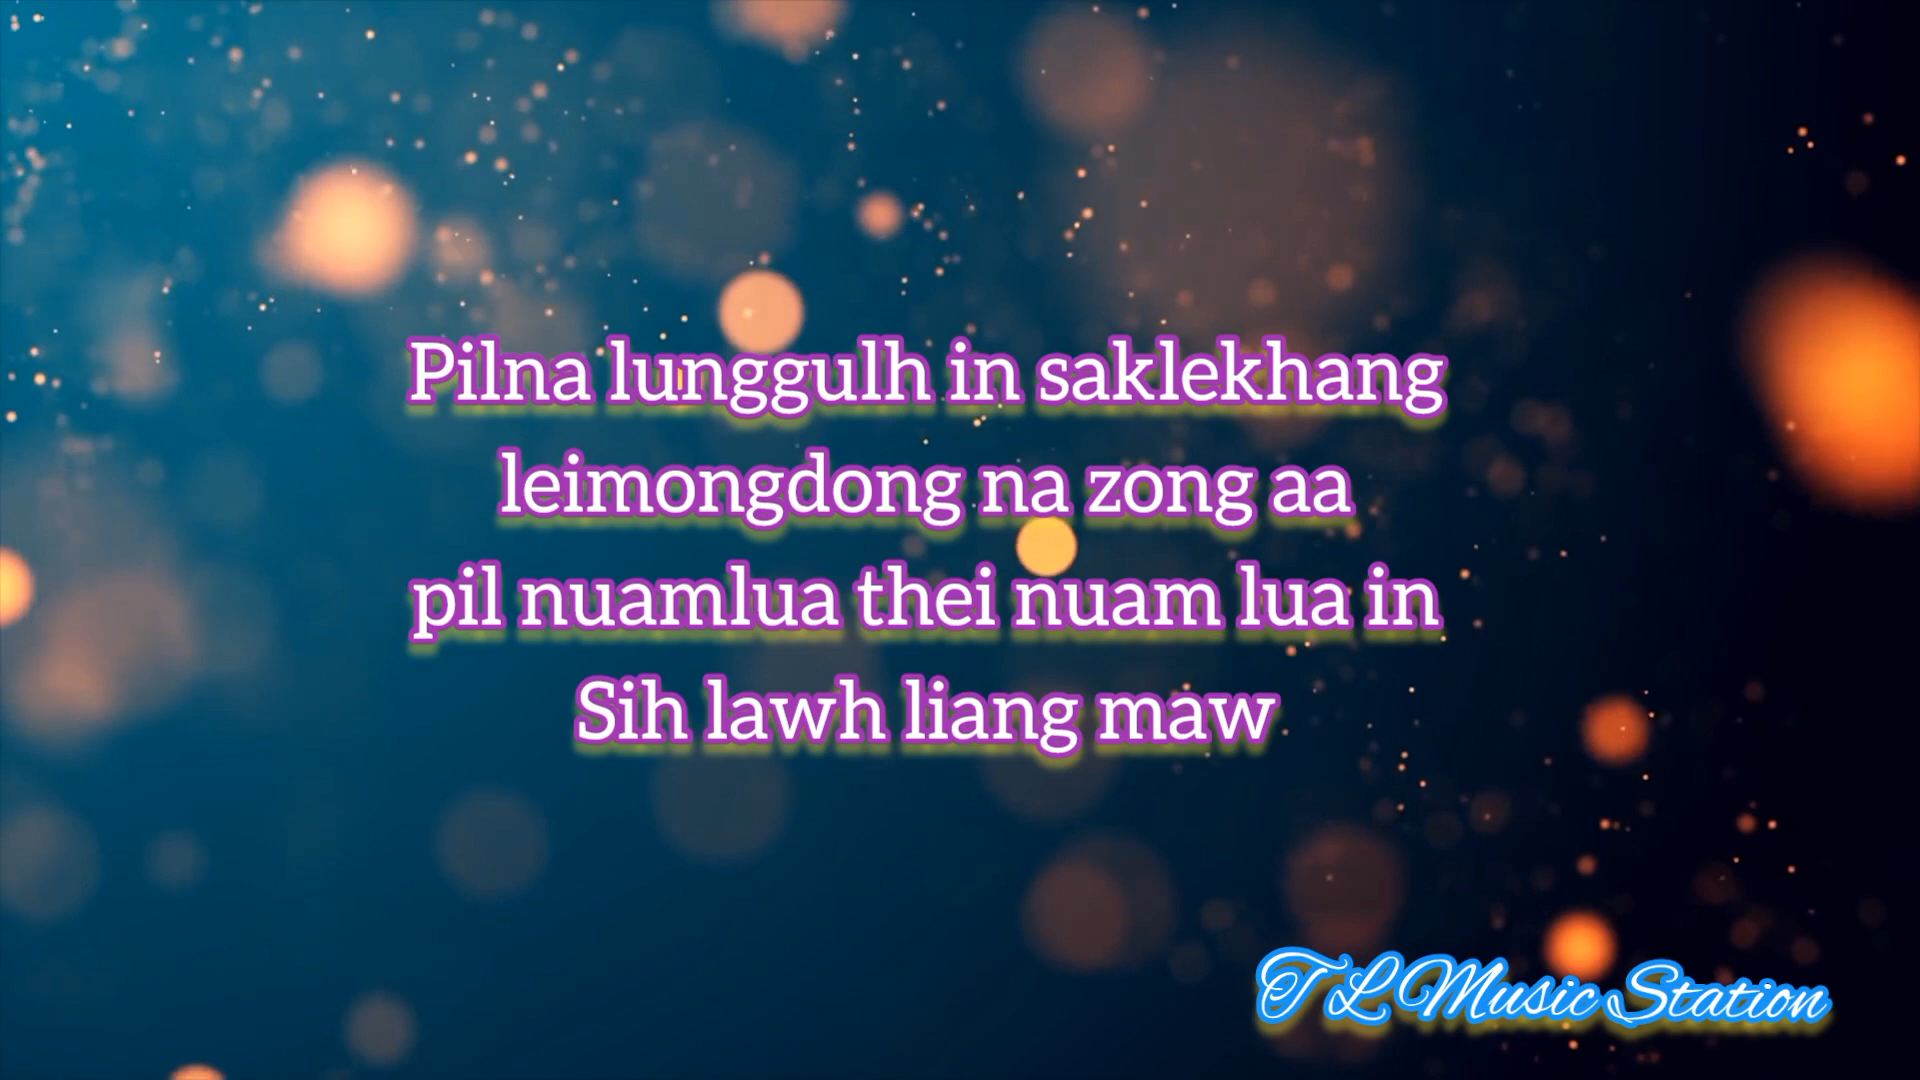 Pilna lunggulh in saklekhang
leimongdong na zong aa
pil nuamlua thei nuam lua in
Sih lawh liang maw
T L Music Station